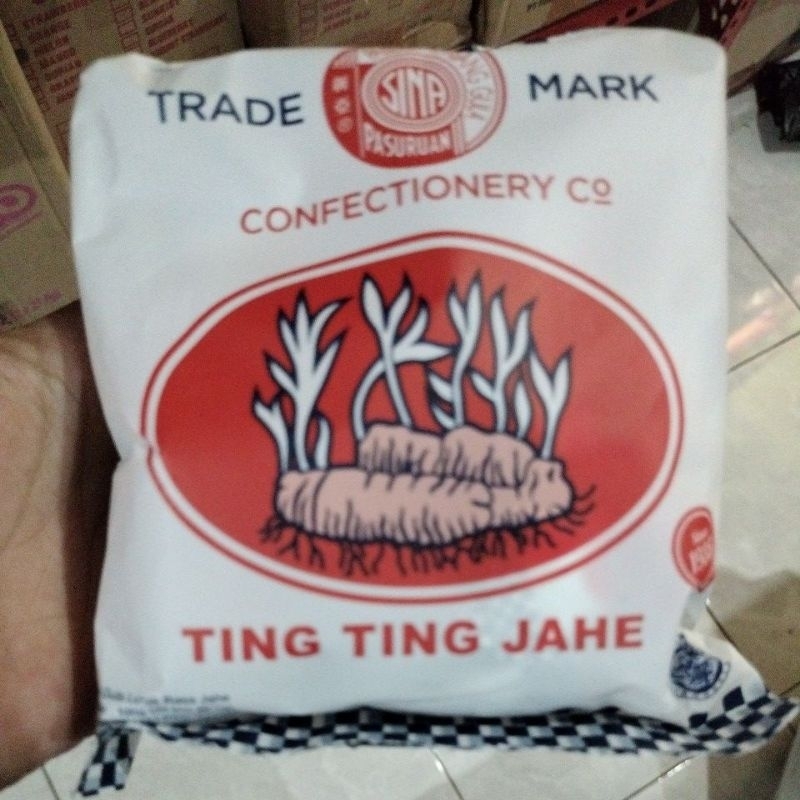 TRADE MARK
SINA
PASURUAN
CONFECTIONERY Cº
TING TING JAHE